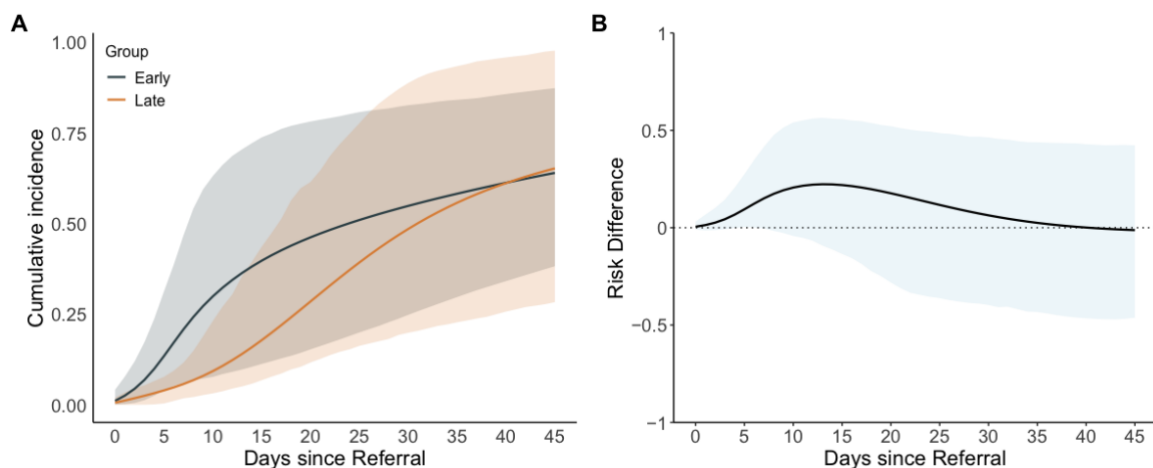 A
Cumulative incidence
1.00
0.75
0.50
0.25
0.00
Group
Early
Late
0 5 10 15 20 25 30 35 40 45
Days since Referral
B
Risk Difference
1
0.5
0
−0.5
−1
0 5 10 15 20 25 30 35 40 45
Days since Referral